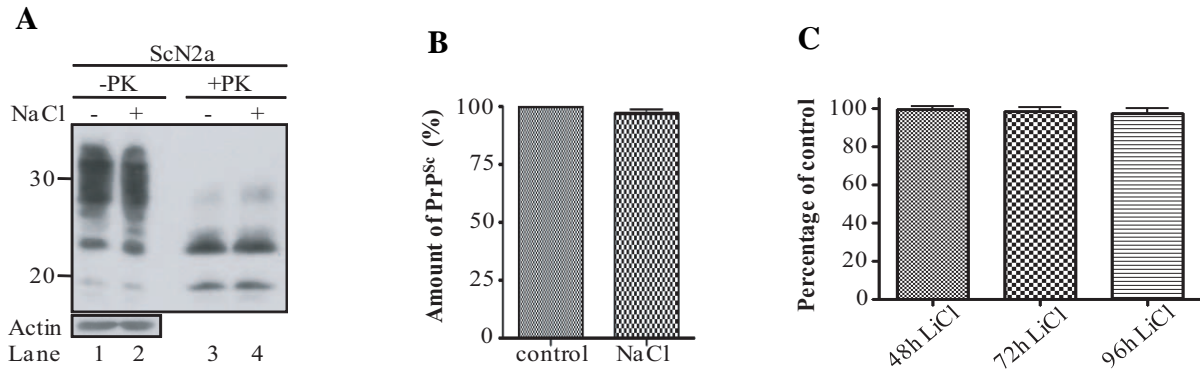 A
ScN2a
-PK +PK
NaCl - + - +
30
20
Actin
Lane 1 2 3 4
B
Amount of PrPSc (%)
100
75
50
25
0
control NaCl
C
Percentage of control
100
80
60
40
20
0
48h LiCl
72h LiCl
96h LiCl